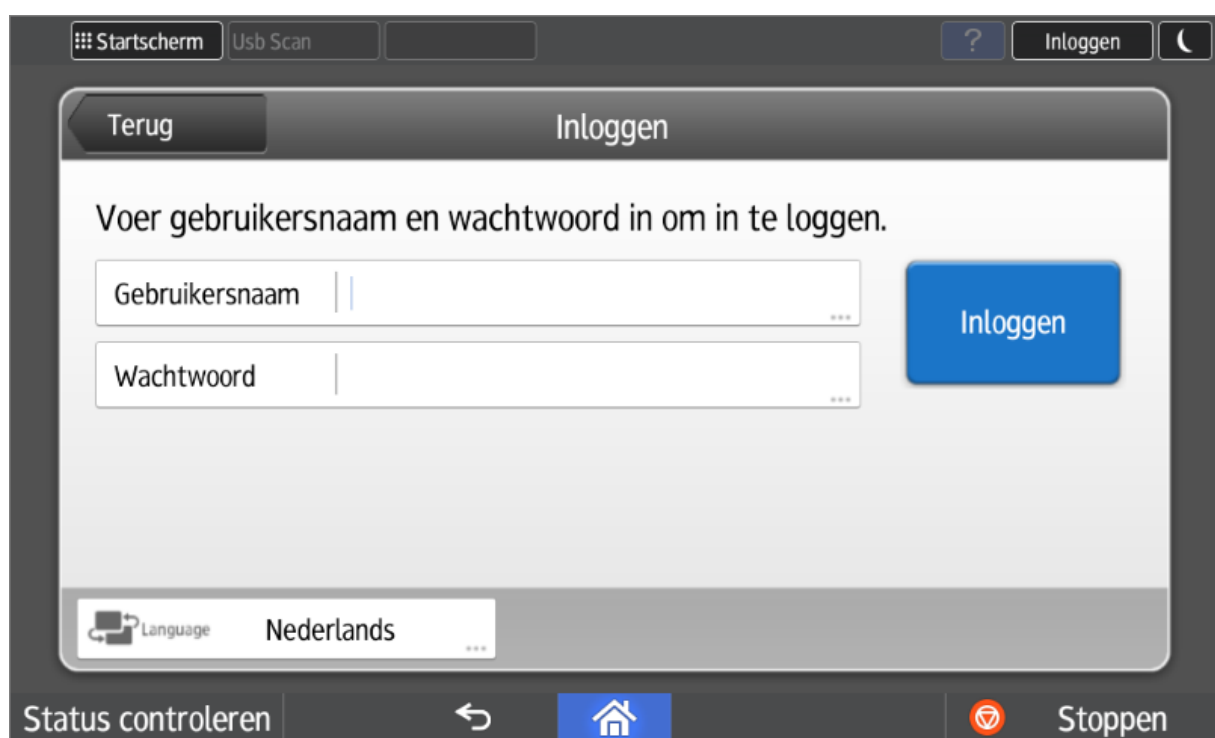 Startscherm Usb Scan ? Inloggen
Terug Inloggen
Voer gebruikersnaam en wachtwoord in om in te loggen.
Gebruikersnaam ...
Inloggen
Wachtwoord ...
Language Nederlands ...
Status controleren Stoppen